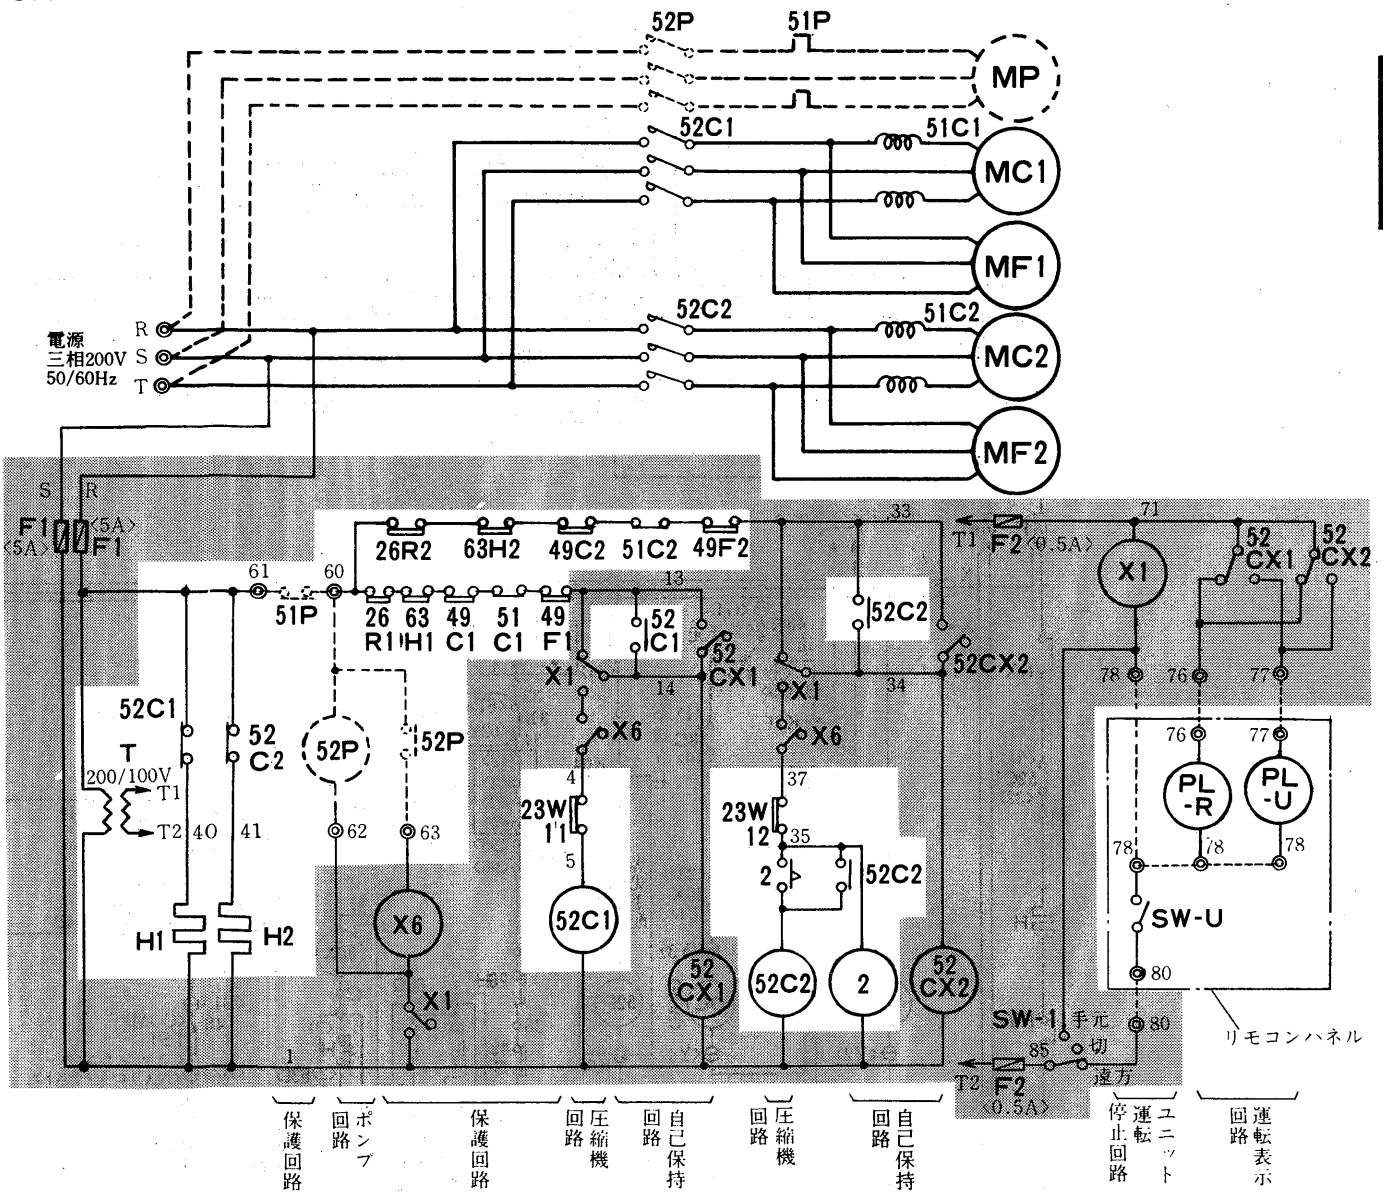 52P
51P
MP
52C1
51C1
MC1
MF1
52C2
51C2
MC2
MF2
電源
三相200V
50/60Hz
R
S
T
S
R
F1
<5A>
<5A>
F1
26R2
63H2
49C2
51C2
49F2
33
T1
F2
<0.5A>
71
X1
52
CX1
52
CX2
61
51P
60
26
R1
63
H1
49
C1
51
C1
49
F1
13
52
C1
X1
14
52
CX1
52C2
X1
34
52CX2
78
76
77
52C1
52
C2
T
200/100V
T1
T2
40
41
52P
52P
X6
X6
4
37
62
63
23W
11
5
23W
12
35
2
52C2
76
77
PL
-R
PL
-U
78
78
78
SW-U
80
H1
H2
X6
52C1
X1
52
CX1
52C2
2
52
CX2
SW-1
手元
切
遠方
80
85
リモコンパネル
1
T2
F2
<0.5A>
保護回路
ポンプ
回路
保護回路
圧縮機
回路
自己保持
回路
圧縮機
回路
自己保持
回路
ユニット
運転
停止回路
運転表示
回路